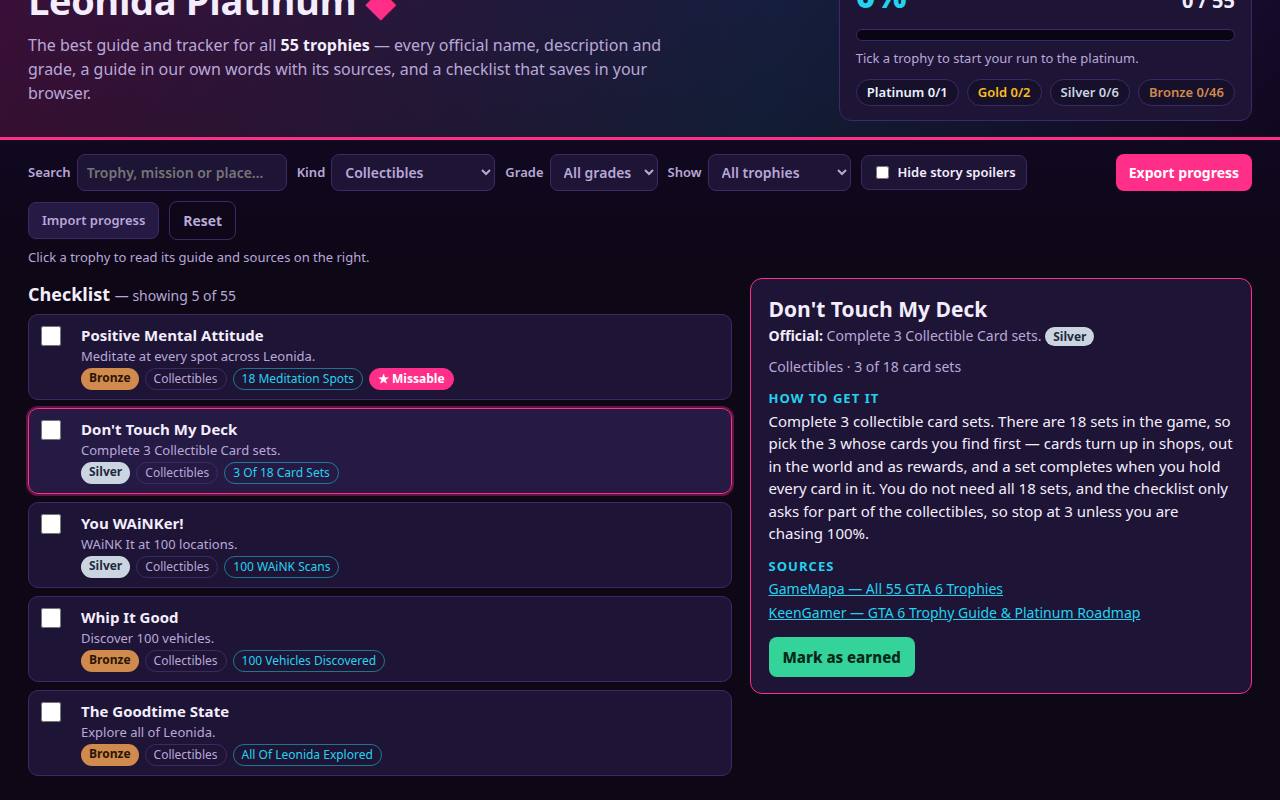 Leonida Platinum
The best guide and tracker for all 55 trophies — every official name, description and
grade, a guide in our own words with its sources, and a checklist that saves in your
browser.
0%
0 / 55
Tick a trophy to start your run to the platinum.
Platinum 0/1
Gold 0/2
Silver 0/6
Bronze 0/46
Search
Trophy, mission or place...
Kind
Collectibles
Grade
All grades
Show
All trophies
Hide story spoilers
Export progress
Import progress
Reset
Click a trophy to read its guide and sources on the right.
Checklist — showing 5 of 55
Positive Mental Attitude
Meditate at every spot across Leonida.
Bronze
Collectibles
18 Meditation Spots
★ Missable
Don't Touch My Deck
Complete 3 Collectible Card sets.
Silver
Collectibles
3 Of 18 Card Sets
You WAiNKer!
WAiNK It at 100 locations.
Silver
Collectibles
100 WAiNK Scans
Whip It Good
Discover 100 vehicles.
Bronze
Collectibles
100 Vehicles Discovered
The Goodtime State
Explore all of Leonida.
Bronze
Collectibles
All Of Leonida Explored
Don't Touch My Deck
Official: Complete 3 Collectible Card sets. Silver
Collectibles · 3 of 18 card sets
HOW TO GET IT
Complete 3 collectible card sets. There are 18 sets in the game, so
pick the 3 whose cards you find first — cards turn up in shops, out
in the world and as rewards, and a set completes when you hold
every card in it. You do not need all 18 sets, and the checklist only
asks for part of the collectibles, so stop at 3 unless you are
chasing 100%.
SOURCES
GameMapa — All 55 GTA 6 Trophies
KeenGamer — GTA 6 Trophy Guide & Platinum Roadmap
Mark as earned